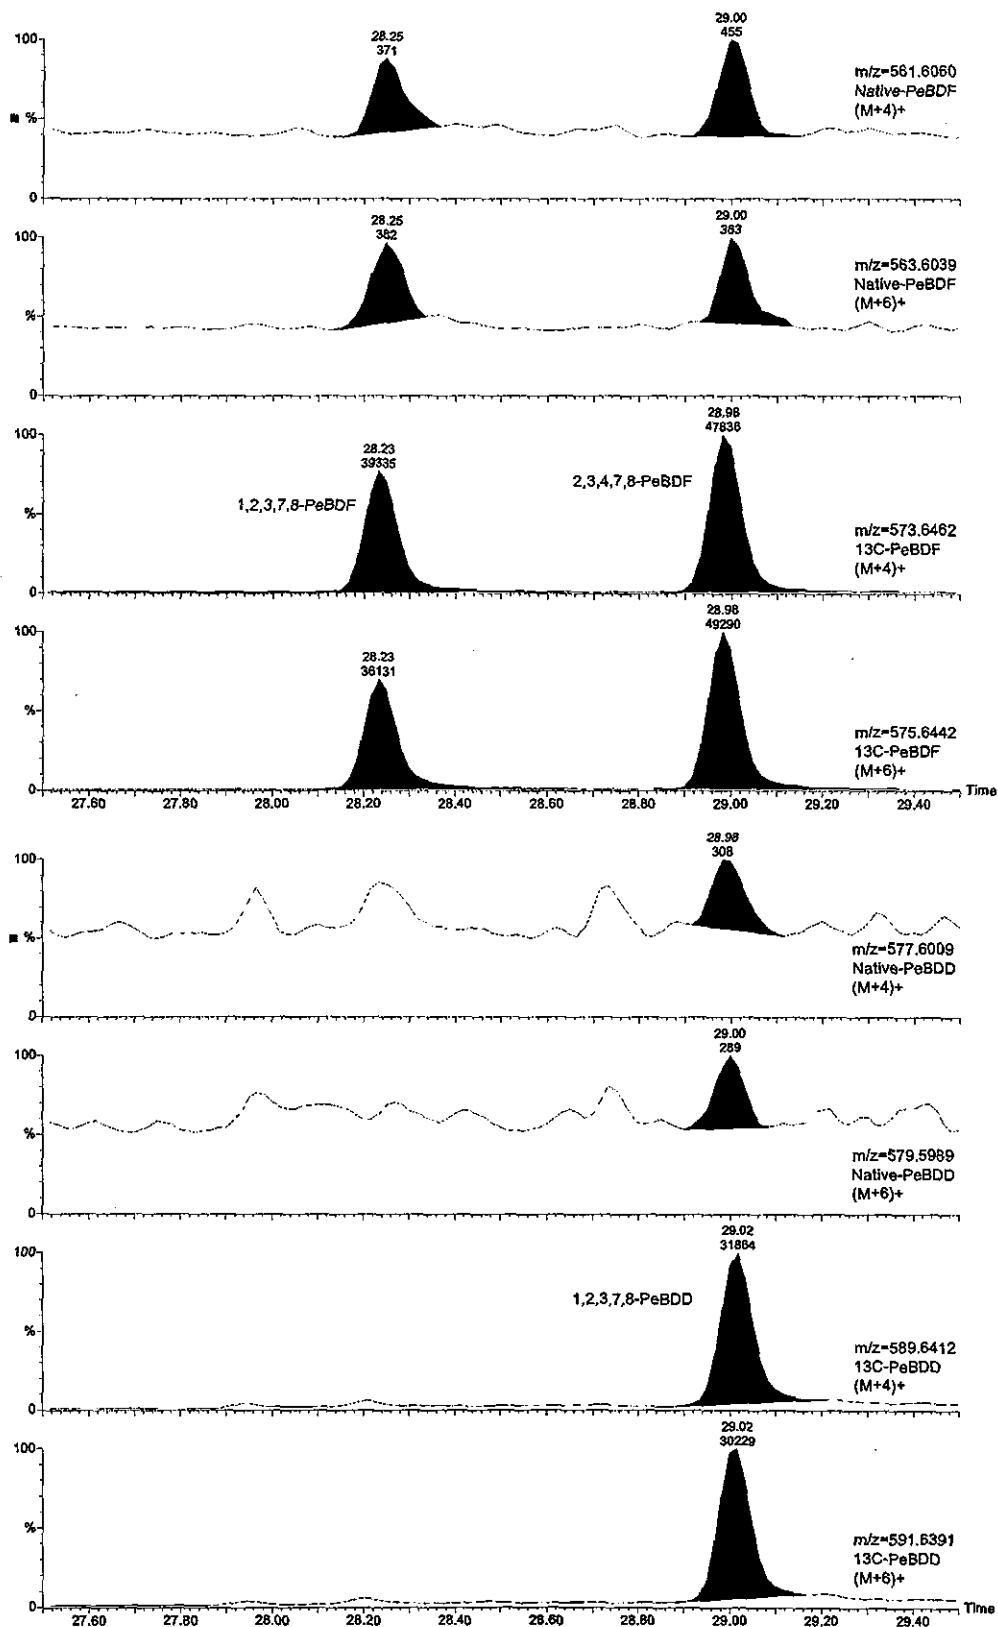 28.25
371
29.00
455
100
%
0
m/z=561.6060
Native-PeBDF
(M+4)+
28.25
382
29.00
383
100
%
0
m/z=563.6039
Native-PeBDF
(M+6)+
28.23
39335
28.98
47836
100
%
0
1,2,3,7,8-PeBDF
2,3,4,7,8-PeBDF
m/z=573.6462
13C-PeBDF
(M+4)+
28.23
36131
28.98
49290
100
%
0
m/z=575.6442
13C-PeBDF
(M+6)+
27.60 27.80 28.00 28.20 28.40 28.60 28.80 29.00 29.20 29.40 Time
28.98
308
100
%
0
m/z=577.6009
Native-PeBDD
(M+4)+
29.00
289
100
%
0
m/z=579.5989
Native-PeBDD
(M+6)+
29.02
31864
100
%
0
1,2,3,7,8-PeBDD
m/z=589.6412
13C-PeBDD
(M+4)+
29.02
30229
100
%
0
m/z=591.6391
13C-PeBDD
(M+6)+
27.60 27.80 28.00 28.20 28.40 28.60 28.80 29.00 29.20 29.40 Time